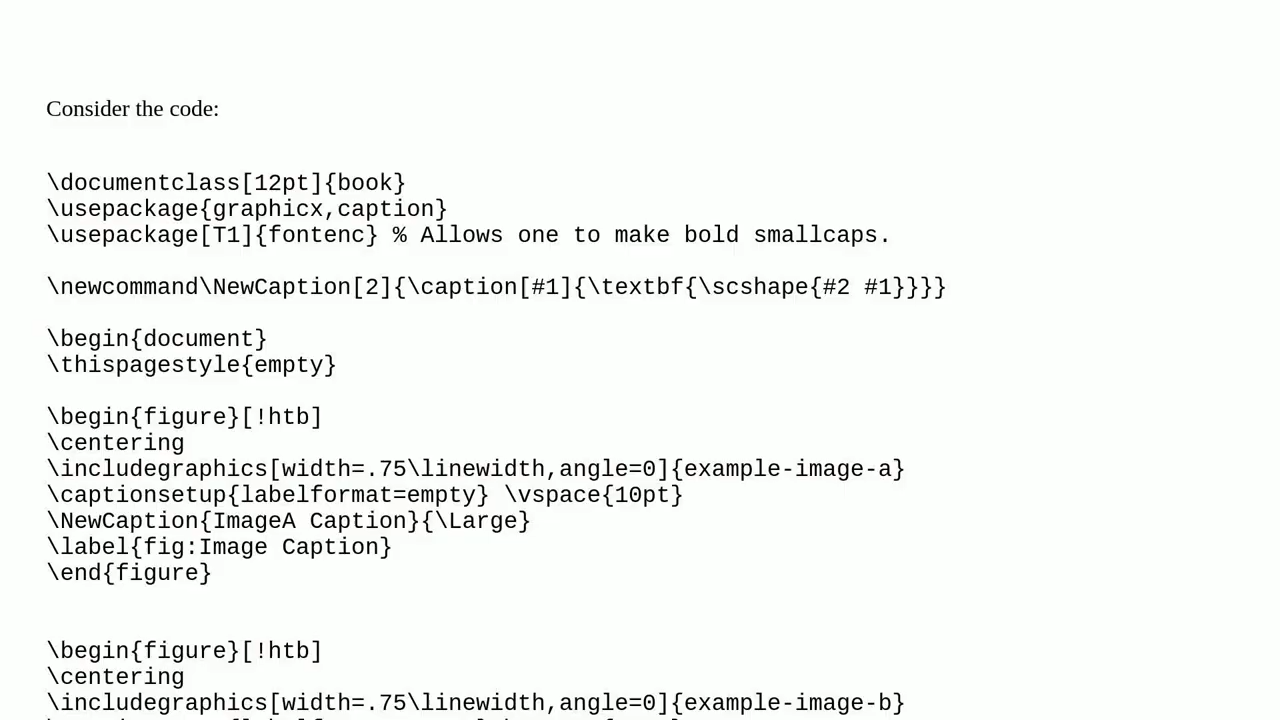 Consider the code:
\documentclass[12pt]{book}
\usepackage{graphicx,caption}
\usepackage[T1]{fontenc} % Allows one to make bold smallcaps.
\newcommand\NewCaption[2]{\caption[#1]{\textbf{\scshape{#2 #1}}}}
\begin{document}
\thispagestyle{empty}
\begin{figure}[!htb]
\centering
\includegraphics[width=.75\linewidth,angle=0]{example-image-a}
\captionsetup{labelformat=empty} \vspace{10pt}
\NewCaption{ImageA Caption}{\Large}
\label{fig:Image Caption}
\end{figure}
\begin{figure}[!htb]
\centering
\includegraphics[width=.75\linewidth,angle=0]{example-image-b}